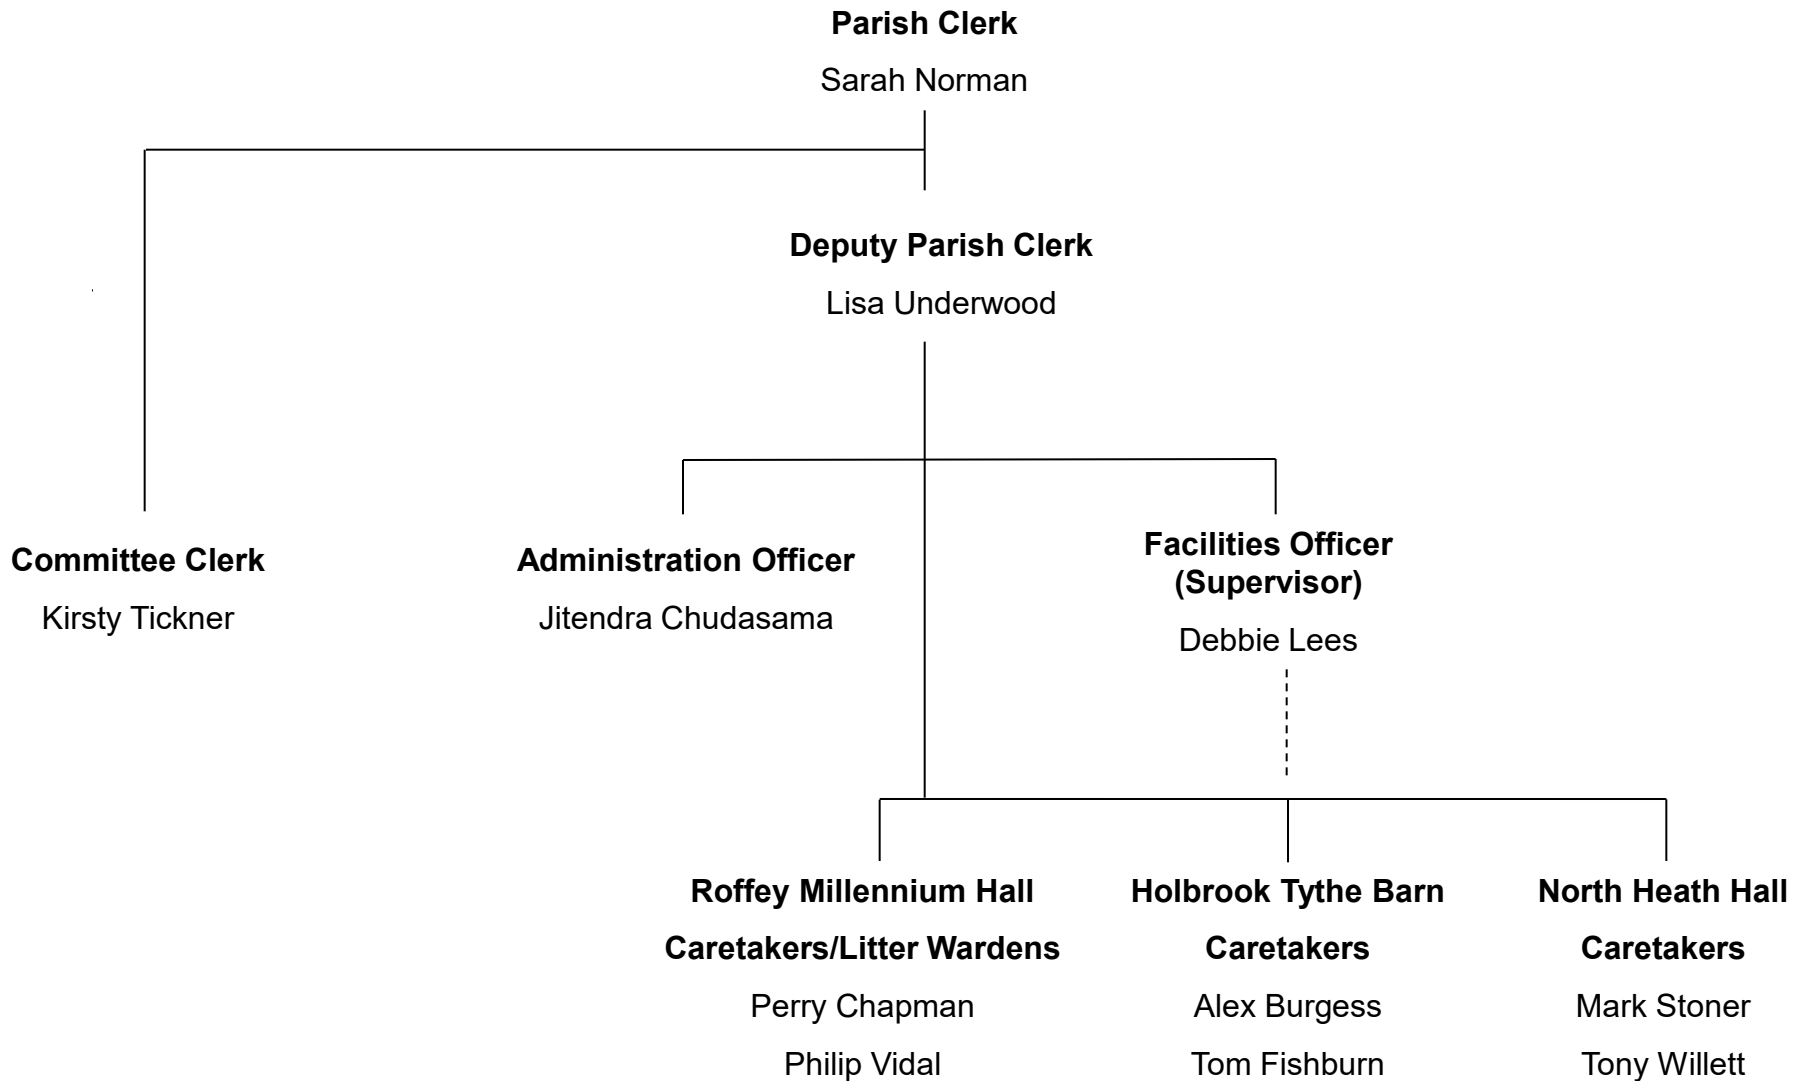 Parish Clerk
Sarah Norman
Deputy Parish Clerk
Lisa Underwood
Committee Clerk
Kirsty Tickner
Administration Officer
Jitendra Chudasama
Facilities Officer
(Supervisor)
Debbie Lees
Roffey Millennium Hall
Caretakers/Litter Wardens
Perry Chapman
Philip Vidal
Holbrook Tythe Barn
Caretakers
Alex Burgess
Tom Fishburn
North Heath Hall
Caretakers
Mark Stoner
Tony Willett